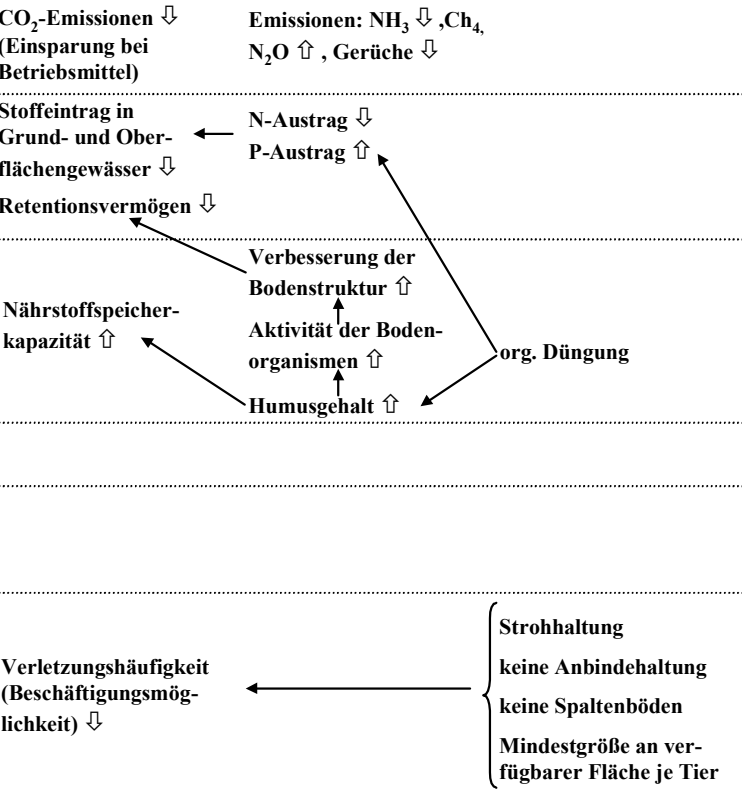 CO₂-Emissionen ⇩
(Einsparung bei
Betriebsmittel)
Emissionen: NH₃ ⇩ ,Ch₄,
N₂O ⇧ , Gerüche ⇩
Stoffeintrag in
Grund- und Ober-
flächengewässer ⇩
N-Austrag ⇩
P-Austrag ⇧
Retentionsvermögen ⇩
Verbesserung der
Bodenstruktur ⇧
Nährstoffspeicher-
kapazität ⇧
Aktivität der Boden-
organismen ⇧
org. Düngung
Humusgehalt ⇧
Verletzungshäufigkeit
(Beschäftigungsmög-
lichkeit) ⇩
Strohhaltung
keine Anbindehaltung
keine Spaltenböden
Mindestgröße an ver-
fügbarer Fläche je Tier